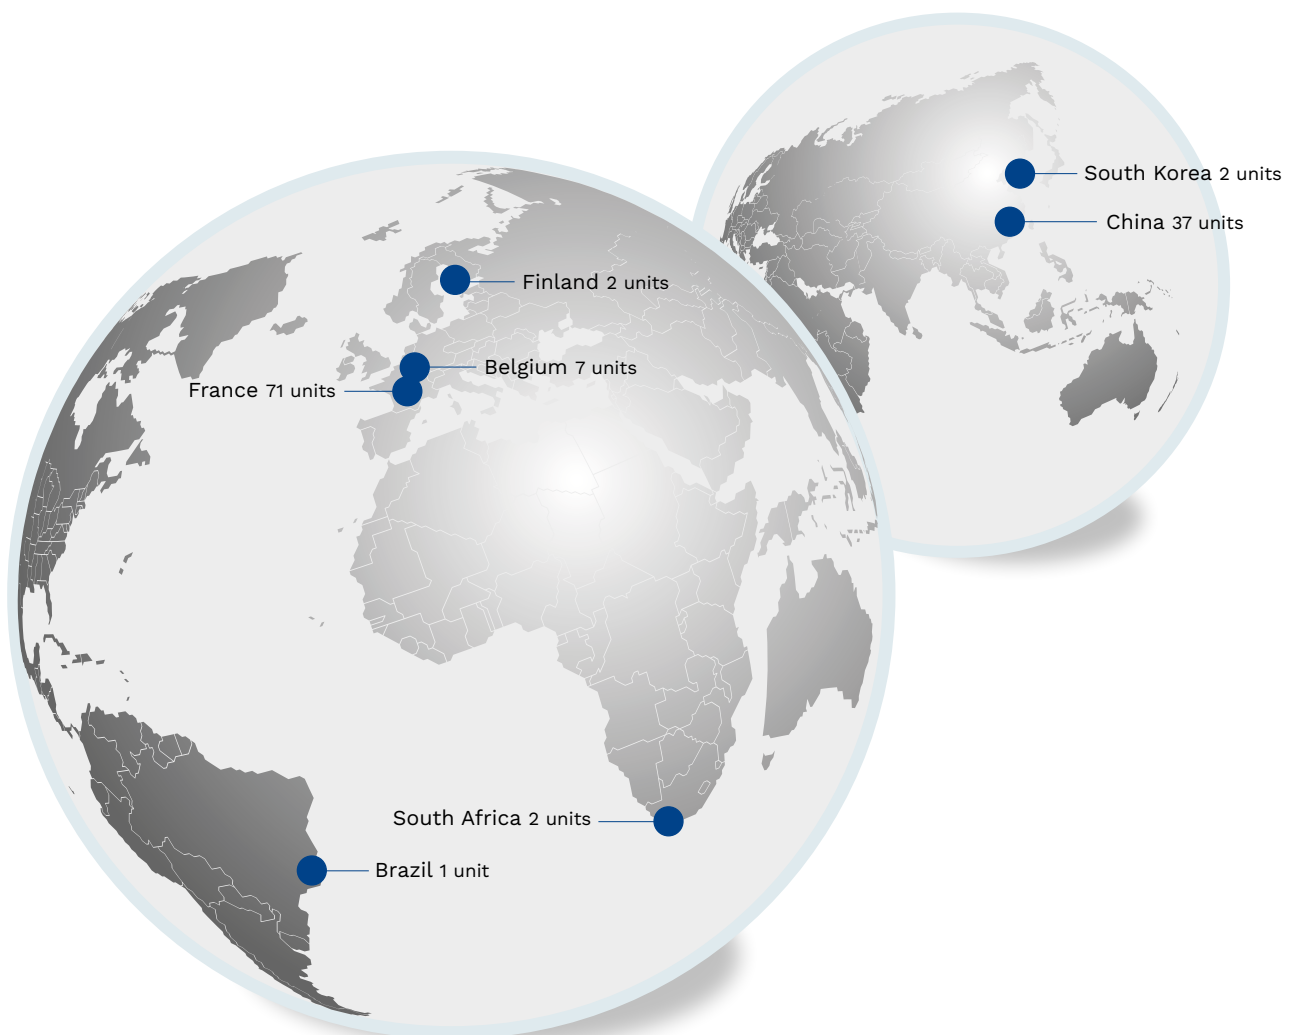 South Korea 2 units
China 37 units
Finland 2 units
Belgium 7 units
France 71 units
South Africa 2 units
Brazil 1 unit